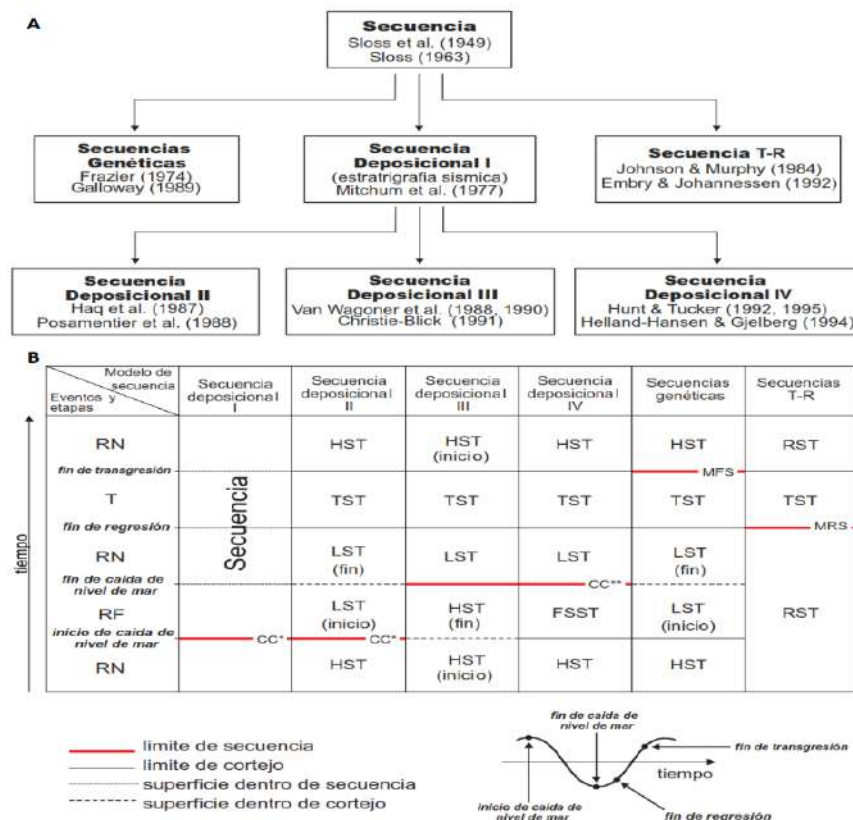 A
Secuencia
Sloss et al. (1949)
Sloss (1963)
Secuencias
Genéticas
Frazier (1974)
Galloway (1989)
Secuencia
Deposicional I
(estratigrafia sísmica)
Mitchum et al. (1977)
Secuencia T-R
Johnson & Murphy (1984)
Embry & Johannessen (1992)
Secuencia
Deposicional II
Haq et al. (1987)
Posamentier et al. (1988)
Secuencia
Deposicional III
Van Wagoner et al. (1988, 1990)
Christie-Blick (1991)
Secuencia
Deposicional IV
Hunt & Tucker (1992, 1995)
Helland-Hansen & Gjelberg (1994)
B
Modelo de
secuencia
Eventos y
etapas
Secuencia
deposicional
I
Secuencia
deposicional
II
Secuencia
deposicional
III
Secuencia
deposicional
IV
Secuencias
genéticas
Secuencias
T-R
tiempo
RN
HST
HST
(inicio)
HST
HST
RST
fin de transgresión
MFS
T
Secuencia
TST
TST
TST
TST
TST
fin de regresión
MRS
RN
LST
(fin)
LST
LST
LST
(fin)
fin de caída de
nivel de mar
CC**
RF
LST
(inicio)
HST
(fin)
FSST
LST
(inicio)
RST
inicio de caída de
nivel de mar
CC*
CC*
RN
HST
HST
(inicio)
HST
HST
limite de secuencia
limite de cortejo
superficie dentro de secuencia
superficie dentro de cortejo
fin de caída de
nivel de mar
fin de transgresión
tiempo
inicio de caída de
nivel de mar
fin de regresión